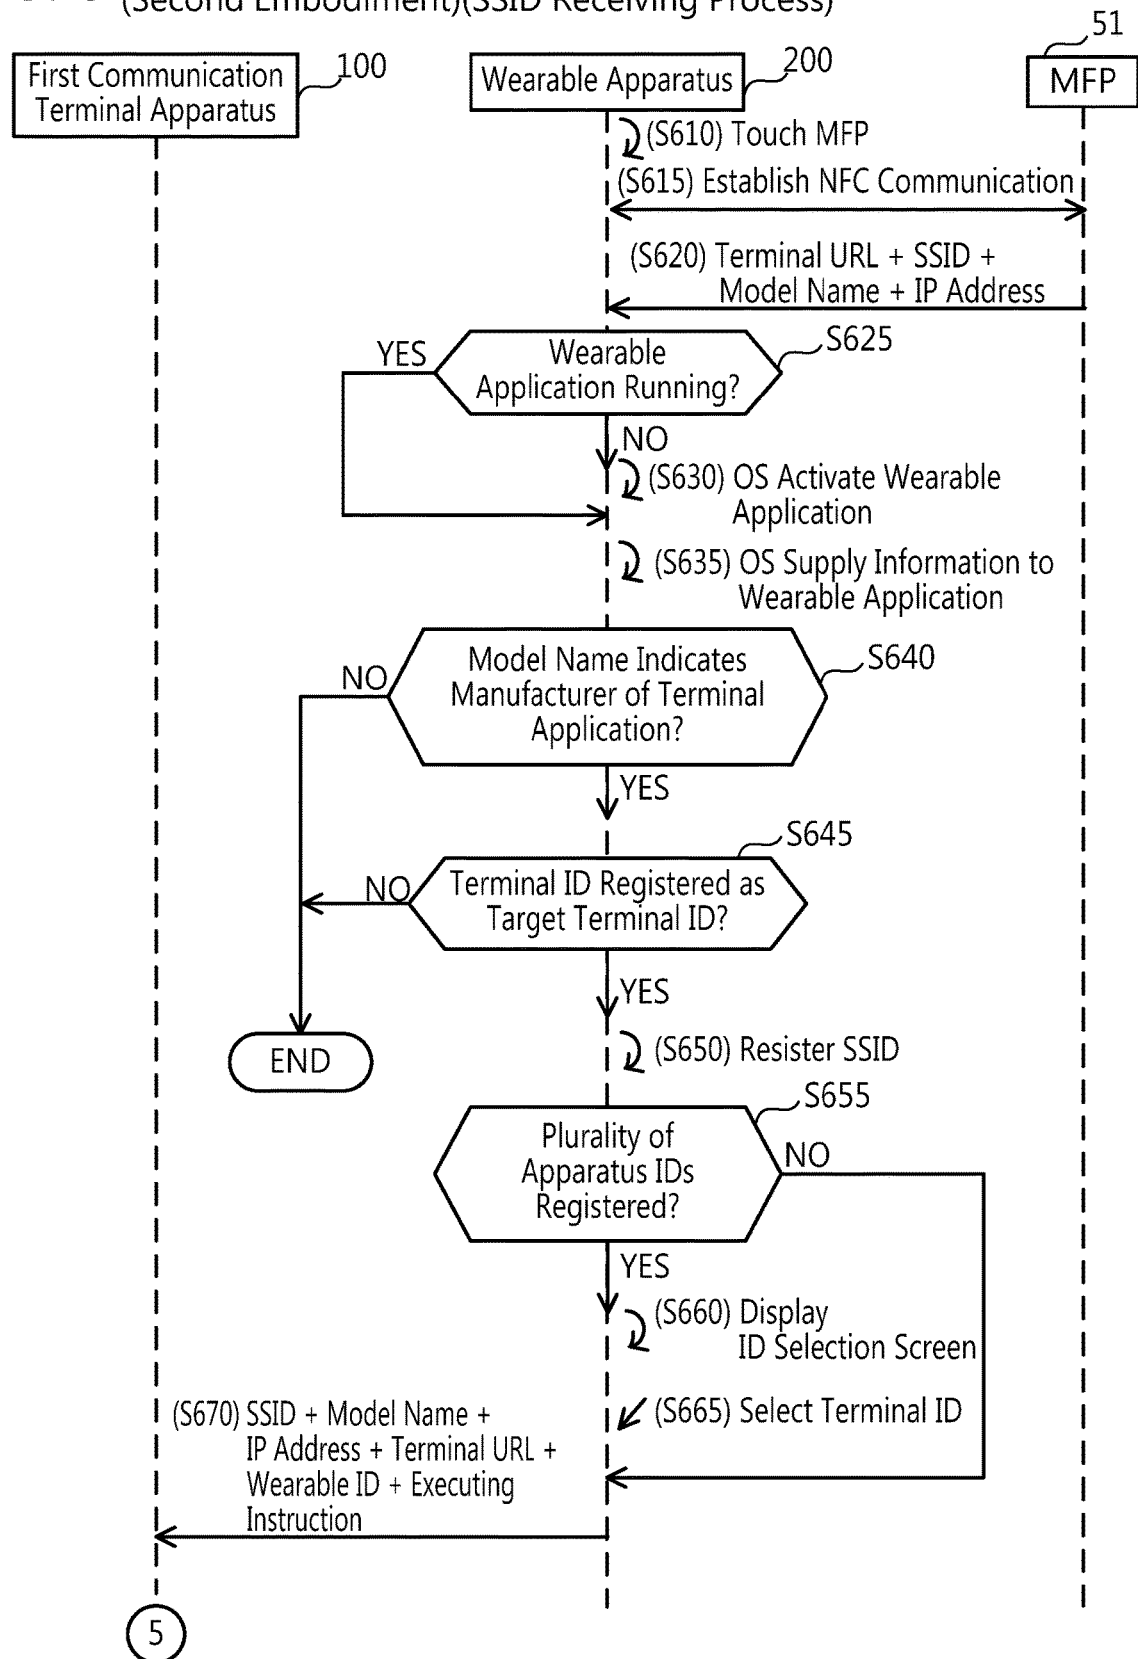 (Second Embodiment)(SSID Receiving Process)
51
First Communication
Terminal Apparatus
100
Wearable Apparatus
200
MFP
(S610) Touch MFP
(S615) Establish NFC Communication
(S620) Terminal URL + SSID +
Model Name + IP Address
S625
YES
Wearable
Application Running?
NO
(S630) OS Activate Wearable
Application
(S635) OS Supply Information to
Wearable Application
S640
NO
Model Name Indicates
Manufacturer of Terminal
Application?
YES
S645
NO
Terminal ID Registered as
Target Terminal ID?
YES
END
(S650) Resister SSID
S655
Plurality of
Apparatus IDs
Registered?
NO
YES
(S660) Display
ID Selection Screen
(S665) Select Terminal ID
(S670) SSID + Model Name +
IP Address + Terminal URL +
Wearable ID + Executing
Instruction
5